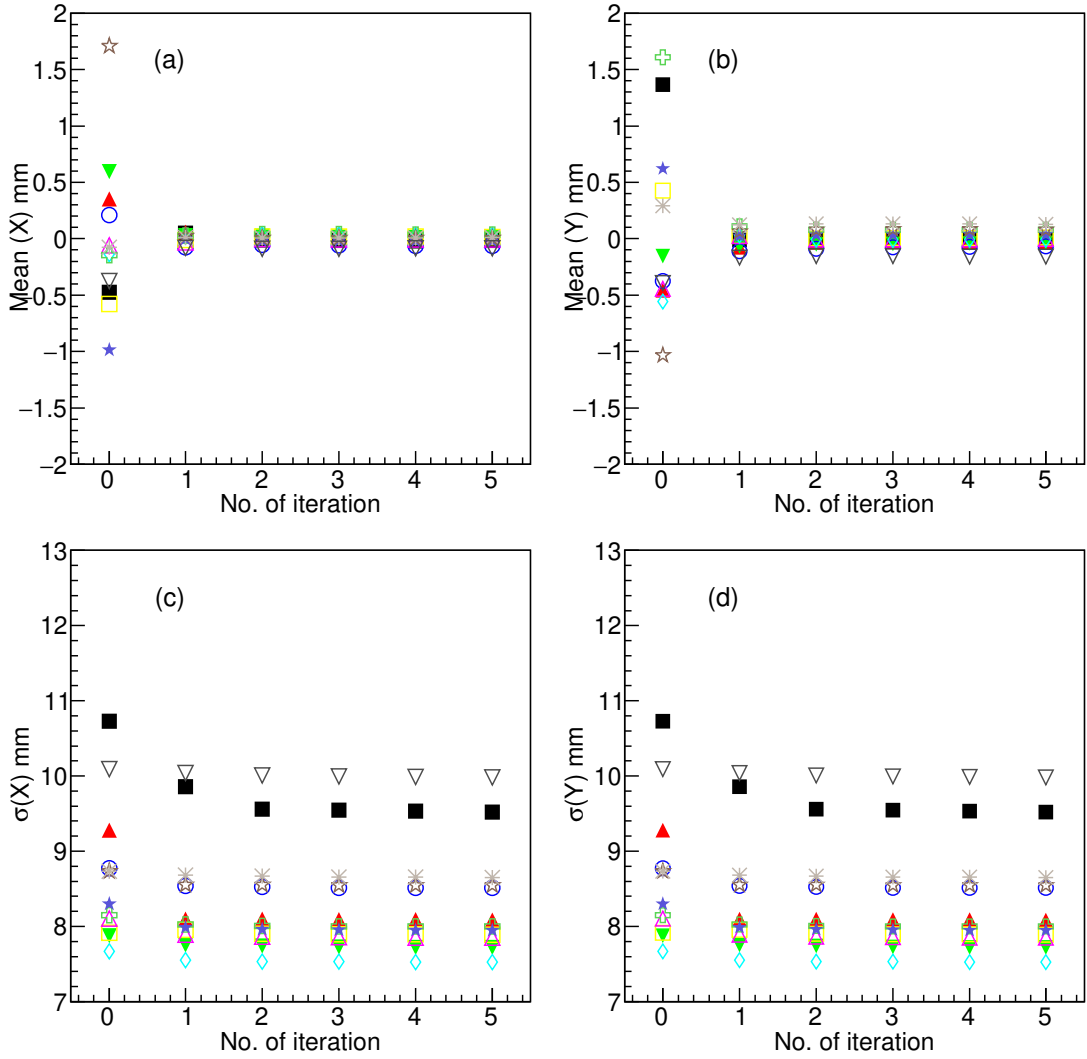 2
1.5
1
0.5
0
−0.5
−1
−1.5
−2
Mean (X) mm
(a)
0 1 2 3 4 5
No. of iteration
2
1.5
1
0.5
0
−0.5
−1
−1.5
−2
Mean (Y) mm
(b)
0 1 2 3 4 5
No. of iteration
13
12
11
10
9
8
7
σ(X) mm
(c)
0 1 2 3 4 5
No. of iteration
13
12
11
10
9
8
7
σ(Y) mm
(d)
0 1 2 3 4 5
No. of iteration